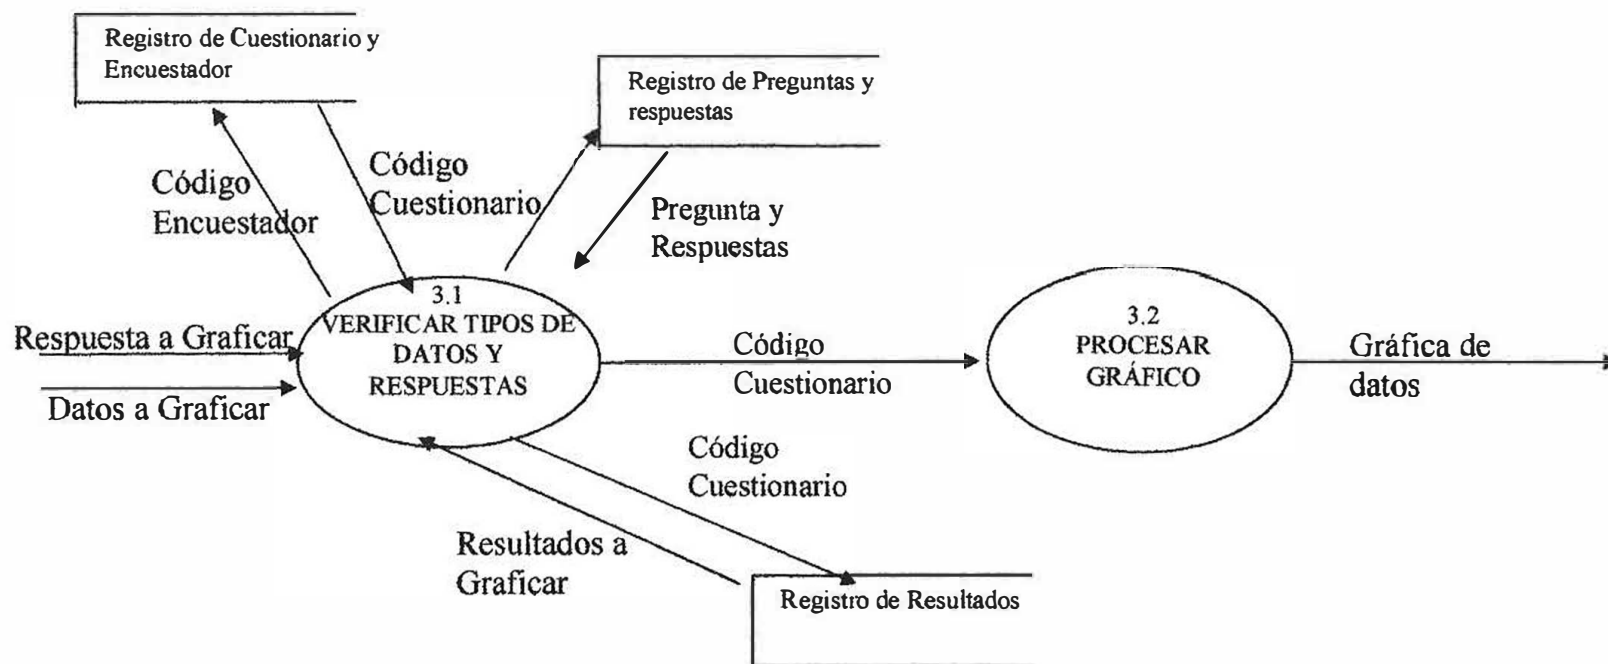 Registro de Cuestionario y
Encuestador
Registro de Preguntas y
respuestas
Código
Encuestador
Código
Cuestionario
Pregunta y
Respuestas
3.1
VERIFICAR TIPOS DE
DATOS Y
RESPUESTAS
Respuesta a Graficar
Datos a Graficar
Código
Cuestionario
3.2
PROCESAR
GRÁFICO
Gráfica de
datos
Código
Cuestionario
Resultados a
Graficar
Registro de Resultados